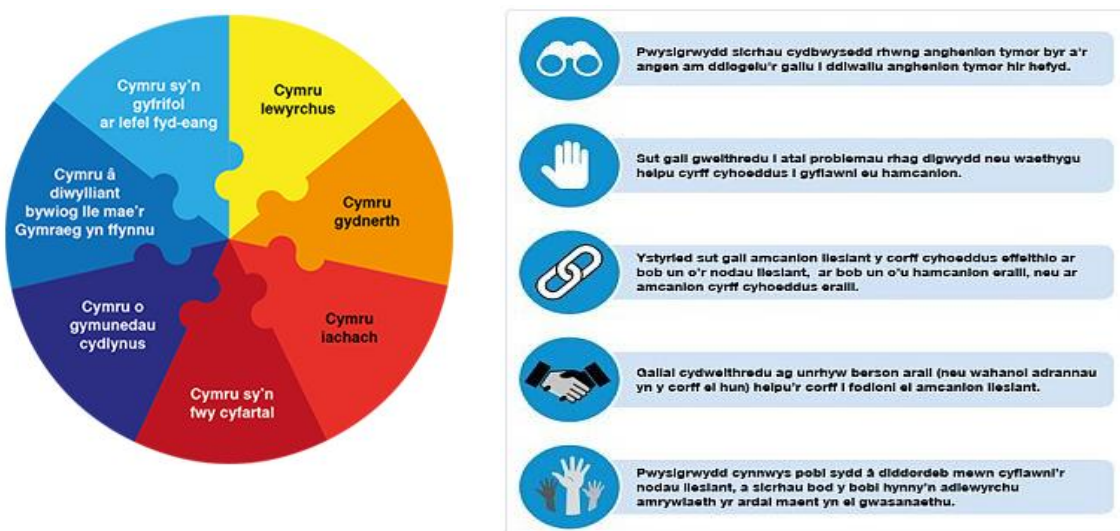 Cymru sy'n
gyfrifol
ar lefel fyd-eang
Cymru
lewyrchus
Cymru â
diwylliant
bywiog lle mae'r
Gymraeg yn ffynnu
Cymru
gydnerth
Cymru o
gymunedau
cydlynus
Cymru
iachach
Cymru sy'n
fwy cyfartal
Pwysigrwydd sicrhau cydbwysedd rhwng anghenion tymor byr a'r
angen am ddiogelu'r gallu i ddiwallu anghenion tymor hir hefyd.
Sut gall gweithredu i atal problemau rhag digwydd neu waethygu
helpu cyrff cyhoeddus i gyflawni eu hamcanion.
Ystyried sut gall amcanion llesiant y corff cyhoeddus effeithio ar
bob un o'r nodau llesiant, ar bob un o'u hamcanion eraill, neu ar
amcanion cyrff cyhoeddus eraill.
Gallai cydweithredu ag unrhyw berson arall (neu wahanol adrannau
yn y corff ei hun) helpu'r corff i fodloni ei amcanion llesiant.
Pwysigrwydd cynnwys pobl sydd â diddordeb mewn cyflawni'r
nodau llesiant, a sicrhau bod y bobl hynny'n adlewyrchu
amrywiaeth yr ardal maent yn ei gwasanaethu.